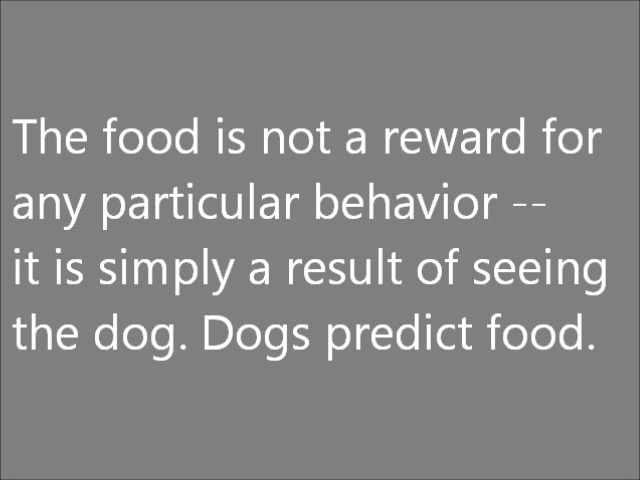 The food is not a reward for
any particular behavior --
it is simply a result of seeing
the dog. Dogs predict food.